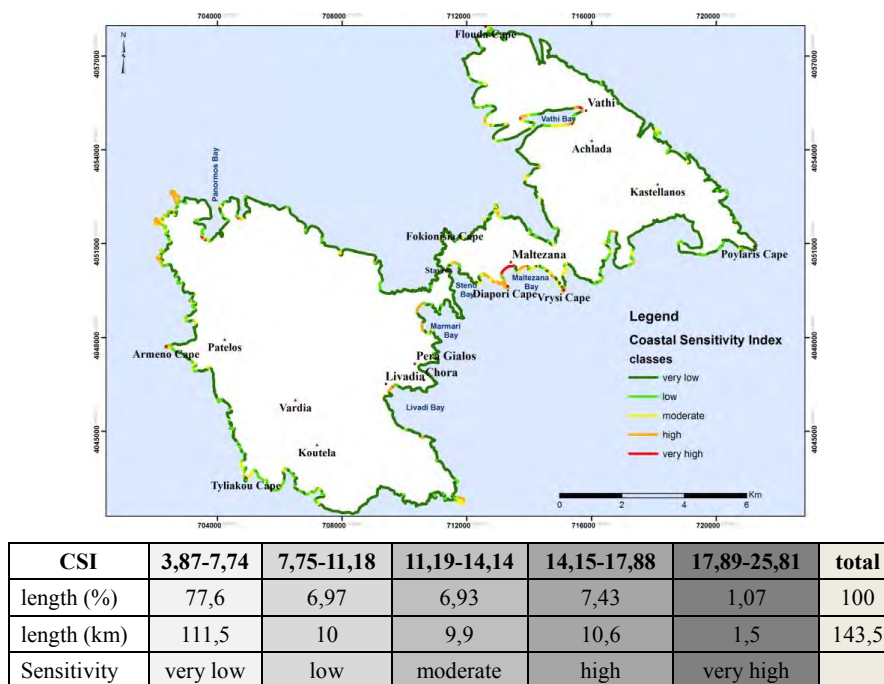 704000 708000 712000 716000 720000
Flouda Cape
N
4057000 4057000
Vathi
Vathi Bay
Achlada
4054000 4054000
Panormos Bay
Kastellanos
Fokionisia Cape
4051000 4051000
Maltezana
Poylaris Cape
Stavros
Steno Bay
Maltezana Bay
Diapori Cape
Vrysi Cape
Legend
Marmari Bay
Coastal Sensitivity Index
classes
4048000 4048000
Armeno Cape
Patelos
Pera Gialos
very low
Livadia
Chora
low
Vardia
Livadi Bay
moderate
4045000 4045000
high
Koutela
very high
Tyliakou Cape
Km
0 2 4 6
704000 708000 712000 716000 720000
CSI 3,87-7,74 7,75-11,18 11,19-14,14 14,15-17,88 17,89-25,81 total
length (%) 77,6 6,97 6,93 7,43 1,07 100
length (km) 111,5 10 9,9 10,6 1,5 143,5
Sensitivity very low low moderate high very high